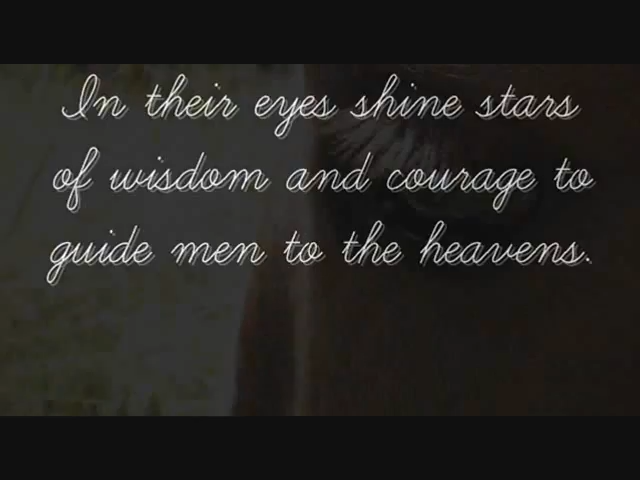 In their eyes shine stars
of wisdom and courage to
guide men to the heavens.